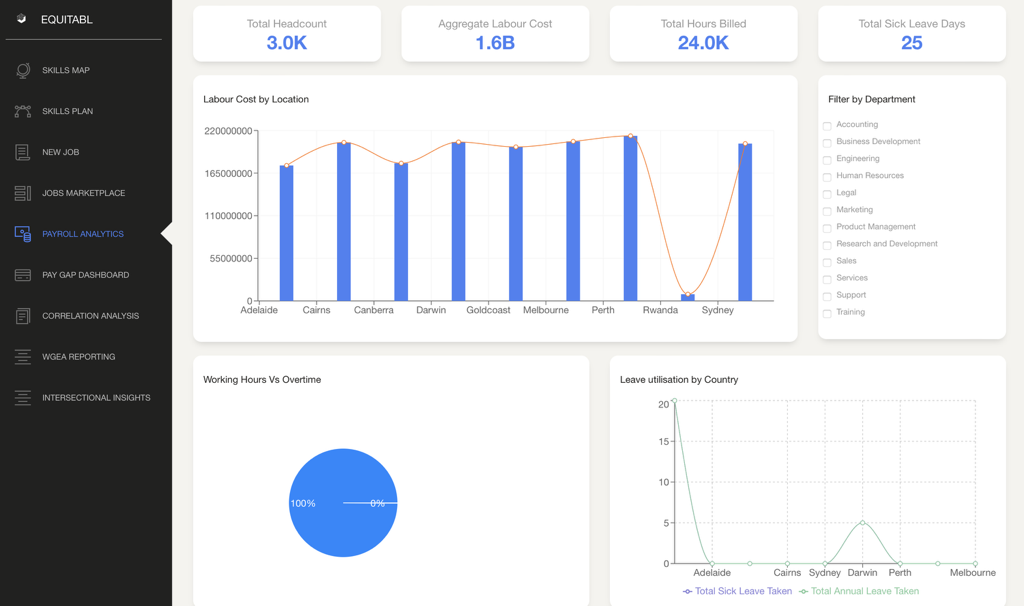 EQUITABL
SKILLS MAP
SKILLS PLAN
NEW JOB
JOBS MARKETPLACE
PAYROLL ANALYTICS
PAY GAP DASHBOARD
CORRELATION ANALYSIS
WGEA REPORTING
INTERSECTIONAL INSIGHTS
Total Headcount
3.0K
Aggregate Labour Cost
1.6B
Total Hours Billed
24.0K
Total Sick Leave Days
25
Labour Cost by Location
220000000
165000000
110000000
55000000
0
Adelaide Cairns Canberra Darwin Goldcoast Melbourne Perth Rwanda Sydney
Filter by Department
Accounting
Business Development
Engineering
Human Resources
Legal
Marketing
Product Management
Research and Development
Sales
Services
Support
Training
Working Hours Vs Overtime
100% 0%
Leave utilisation by Country
20
15
10
5
0
Adelaide Cairns Sydney Darwin Perth Melbourne
Total Sick Leave Taken Total Annual Leave Taken